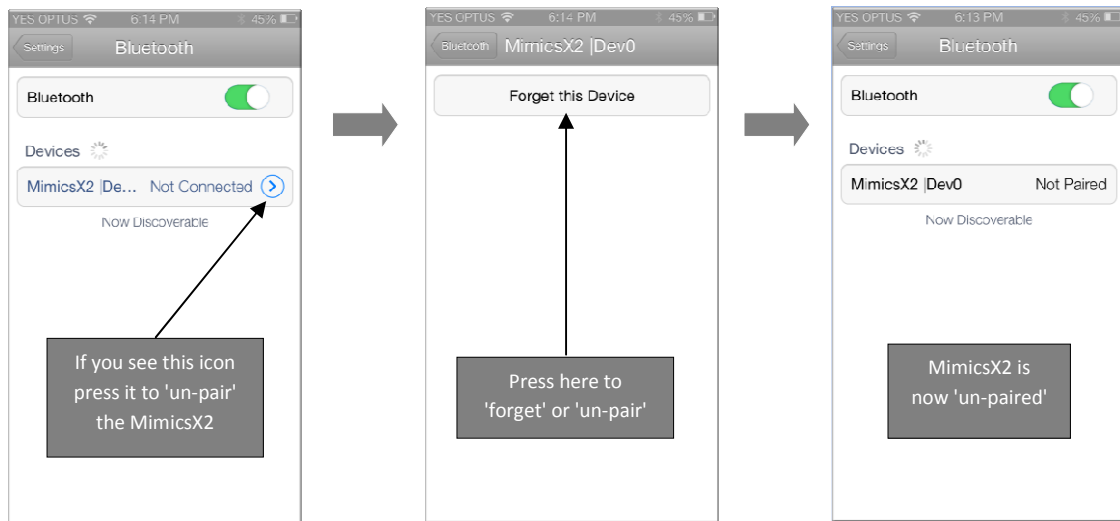 YES OPTUS 6:14 PM 45%
Settings Bluetooth
Bluetooth
Devices
MimicsX2 |De... Not Connected
Now Discoverable
If you see this icon
press it to 'un-pair'
the MimicsX2
YES OPTUS 6:14 PM 45%
Bluetooth MimicsX2 |Dev0
Forget this Device
Press here to
'forget' or 'un-pair'
YES OPTUS 6:13 PM 45%
Settings Bluetooth
Bluetooth
Devices
MimicsX2 |Dev0 Not Paired
Now Discoverable
MimicsX2 is
now 'un-paired'